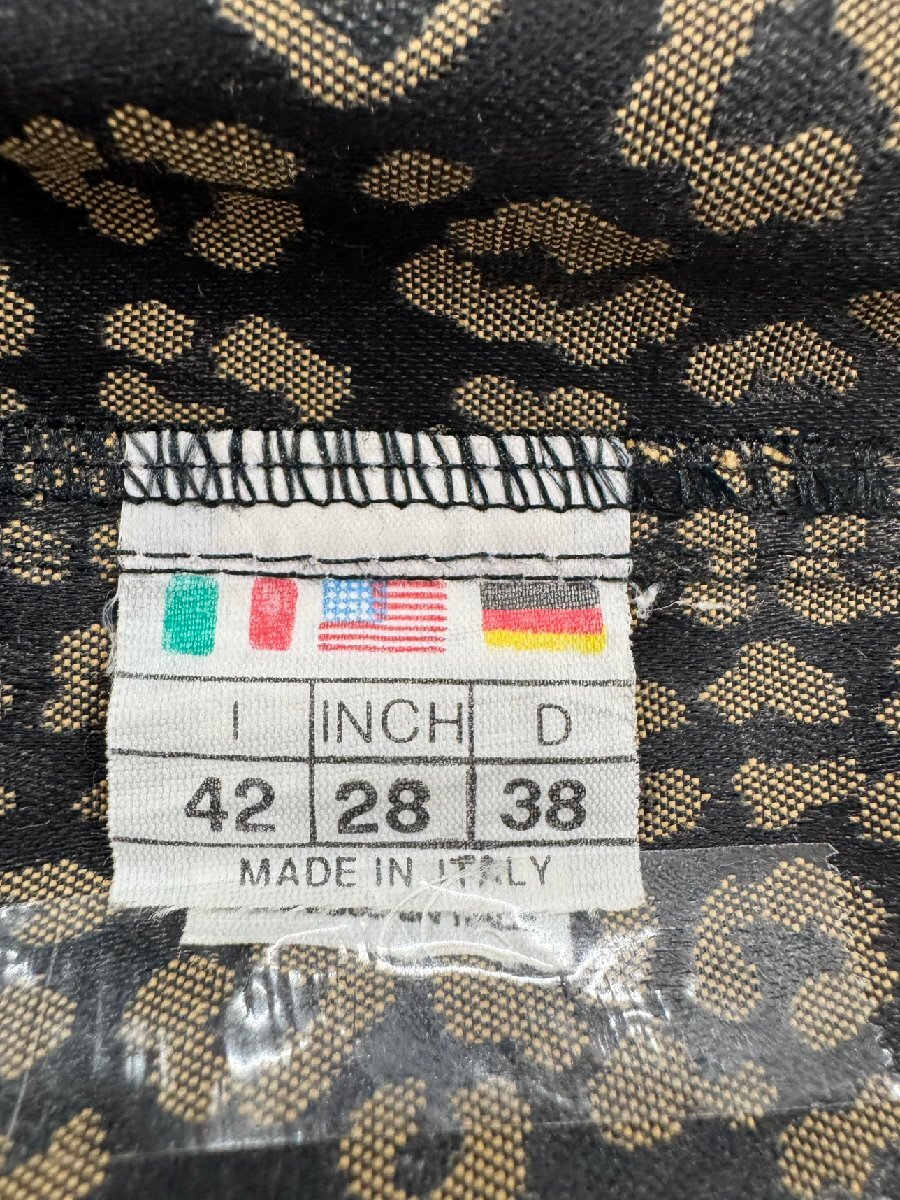 I INCH D
42 28 38
MADE IN ITALY